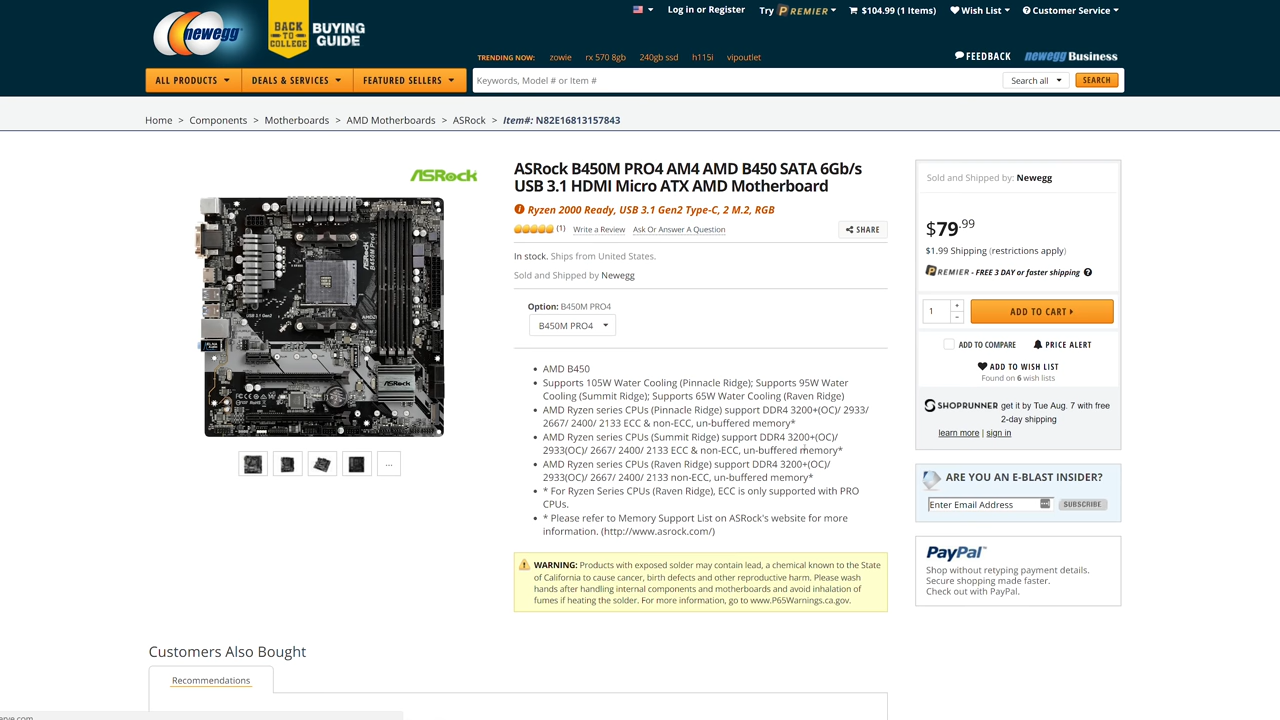 newegg
BACK TO COLLEGE
BUYING GUIDE
Log in or Register
Try PREMIER
$104.99 (1 Items)
Wish List
Customer Service
TRENDING NOW: zowie rx 570 8gb 240gb ssd h115i vipoutlet
FEEDBACK
newegg Business
ALL PRODUCTS
DEALS & SERVICES
FEATURED SELLERS
Keywords, Model # or Item #
Search all
SEARCH
Home > Components > Motherboards > AMD Motherboards > ASRock > Item#: N82E16813157843
ASRock
ASRock B450M PRO4 AM4 AMD B450 SATA 6Gb/s
USB 3.1 HDMI Micro ATX AMD Motherboard
Ryzen 2000 Ready, USB 3.1 Gen2 Type-C, 2 M.2, RGB
(1) Write a Review Ask Or Answer A Question
SHARE
In stock. Ships from United States.
Sold and Shipped by Newegg
Option: B450M PRO4
B450M PRO4
AMD B450
Supports 105W Water Cooling (Pinnacle Ridge); Supports 95W Water
Cooling (Summit Ridge); Supports 65W Water Cooling (Raven Ridge)
AMD Ryzen series CPUs (Pinnacle Ridge) support DDR4 3200+(OC)/ 2933/
2667/ 2400/ 2133 ECC & non-ECC, un-buffered memory*
AMD Ryzen series CPUs (Summit Ridge) support DDR4 3200+(OC)/
2933(OC)/ 2667/ 2400/ 2133 ECC & non-ECC, un-buffered memory*
AMD Ryzen series CPUs (Raven Ridge) support DDR4 3200+(OC)/
2933(OC)/ 2667/ 2400/ 2133 non-ECC, un-buffered memory*
* For Ryzen Series CPUs (Raven Ridge), ECC is only supported with PRO
CPUs.
* Please refer to Memory Support List on ASRock's website for more
information. (http://www.asrock.com/)
...
WARNING: Products with exposed solder may contain lead, a chemical known to the State
of California to cause cancer, birth defects and other reproductive harm. Please wash
hands after handling internal components and motherboards and avoid inhalation of
fumes if heating the solder. For more information, go to www.P65Warnings.ca.gov.
Sold and Shipped by: Newegg
$79.99
$1.99 Shipping (restrictions apply)
PREMIER - FREE 3 DAY or faster shipping
1
+
-
ADD TO CART
ADD TO COMPARE
PRICE ALERT
ADD TO WISH LIST
Found on 6 wish lists
SHOPRUNNER get it by Tue Aug. 7 with free
2-day shipping
learn more | sign in
ARE YOU AN E-BLAST INSIDER?
Enter Email Address
SUBSCRIBE
PayPal
Shop without retyping payment details.
Secure shopping made faster.
Check out with PayPal.
Customers Also Bought
Recommendations